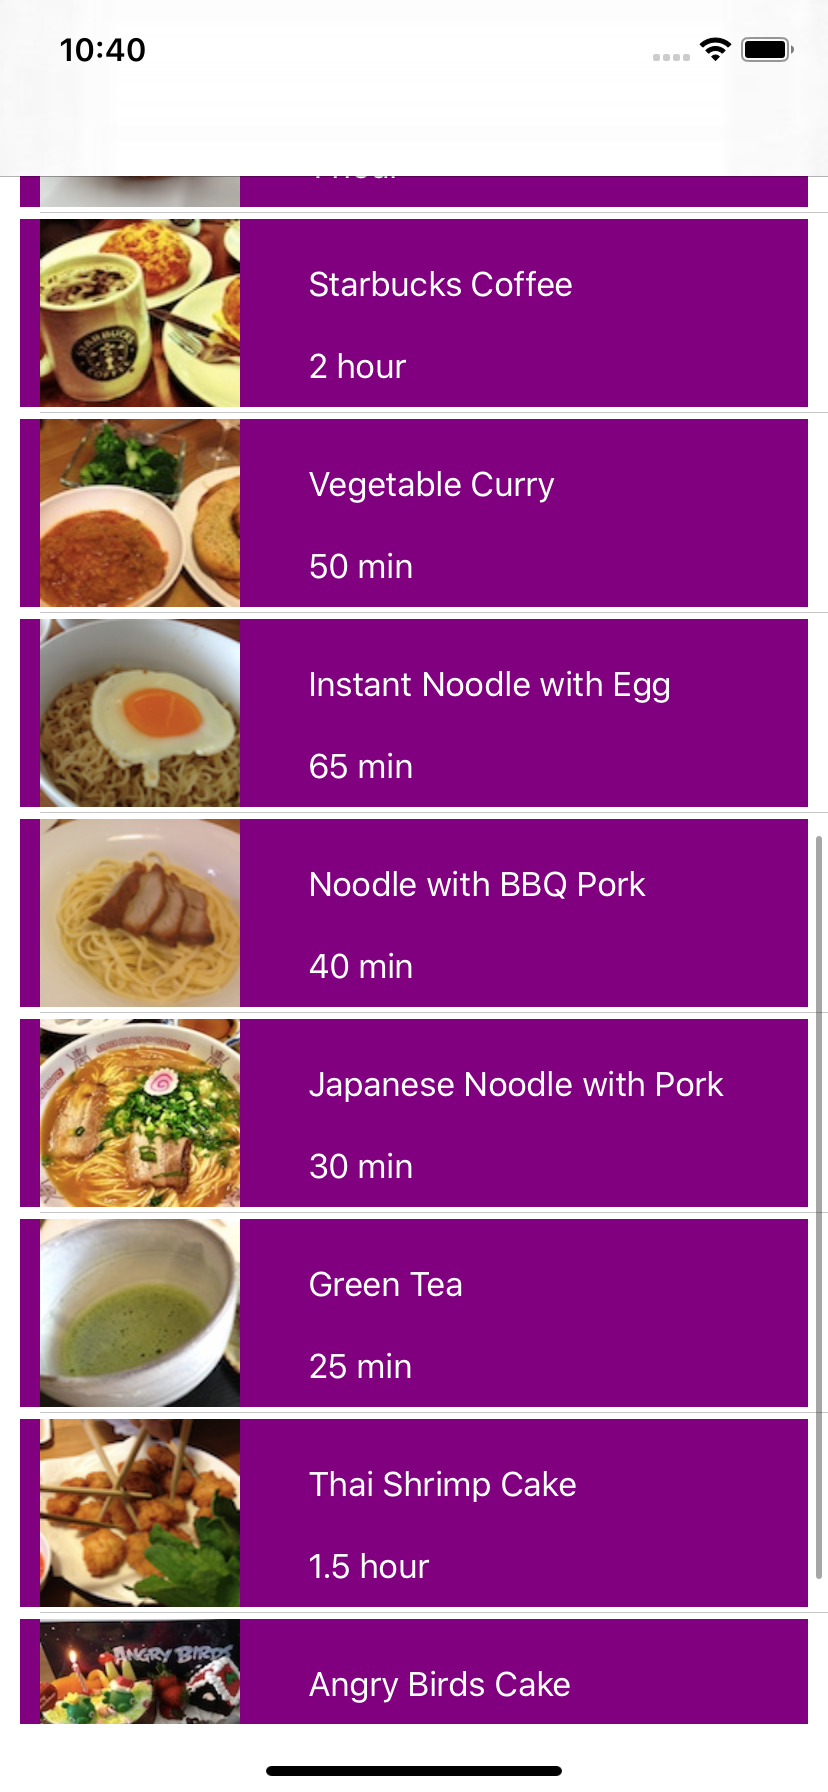 10:40
Starbucks Coffee
2 hour
Vegetable Curry
50 min
Instant Noodle with Egg
65 min
Noodle with BBQ Pork
40 min
Japanese Noodle with Pork
30 min
Green Tea
25 min
Thai Shrimp Cake
1.5 hour
ANGRY BIRDS
Angry Birds Cake